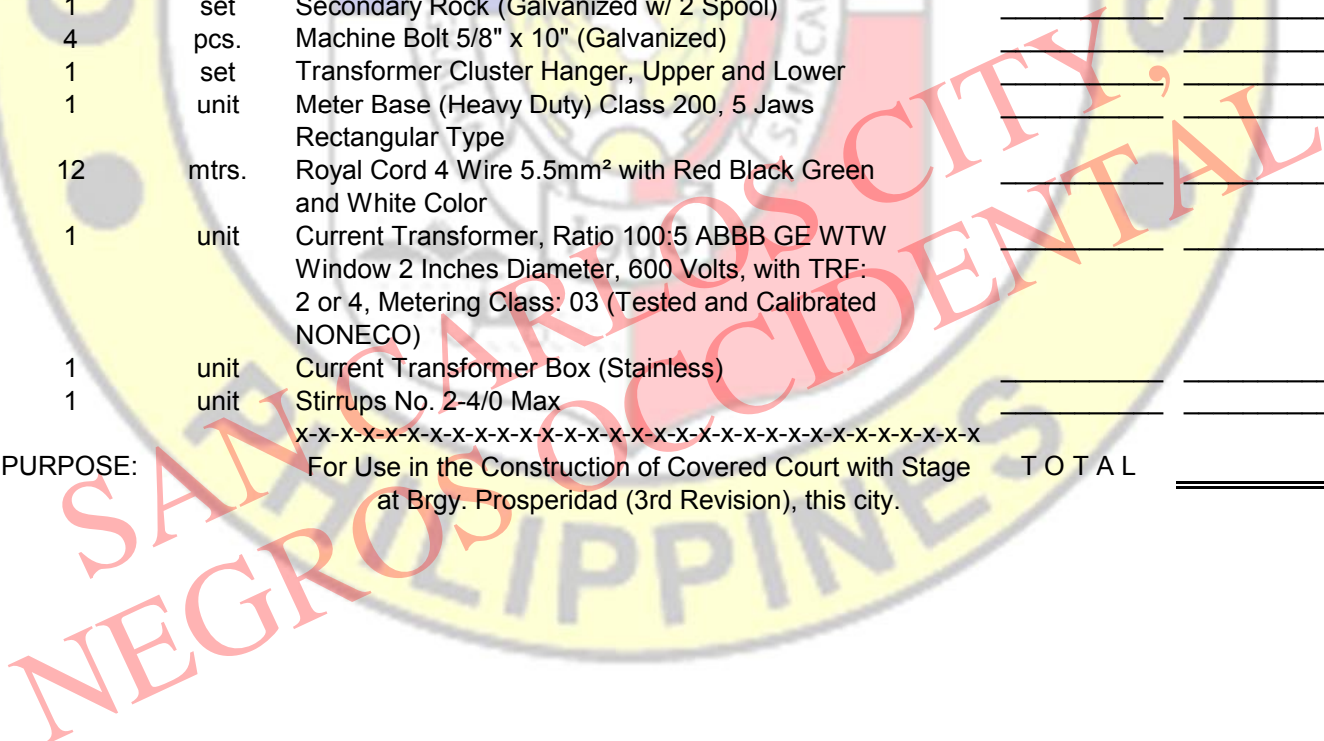 1 set Secondary Rock (Galvanized w/ 2 Spool)
4 pcs. Machine Bolt 5/8" x 10" (Galvanized)
1 set Transformer Cluster Hanger, Upper and Lower
1 unit Meter Base (Heavy Duty) Class 200, 5 Jaws
Rectangular Type
12 mtrs. Royal Cord 4 Wire 5.5mm² with Red Black Green
and White Color
1 unit Current Transformer, Ratio 100:5 ABBB GE WTW
Window 2 Inches Diameter, 600 Volts, with TRF:
2 or 4, Metering Class: 03 (Tested and Calibrated
NONECO)
1 unit Current Transformer Box (Stainless)
1 unit Stirrups No. 2-4/0 Max
x-x-x-x-x-x-x-x-x-x-x-x-x-x-x-x-x-x-x-x-x-x-x-x-x-x-x-x-x-x-x
PURPOSE: For Use in the Construction of Covered Court with Stage T O T A L
at Brgy. Prosperidad (3rd Revision), this city.
SAN CARLOS CITY,
NEGROS OCCIDENTAL
PHILIPPINES